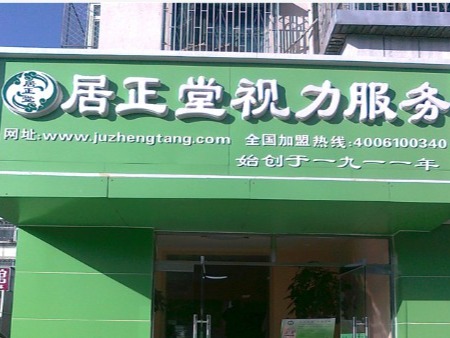 居正堂视力服务
网址:www.juzhengtang.com 全国加盟热线:4006100340
始创于一九一一年